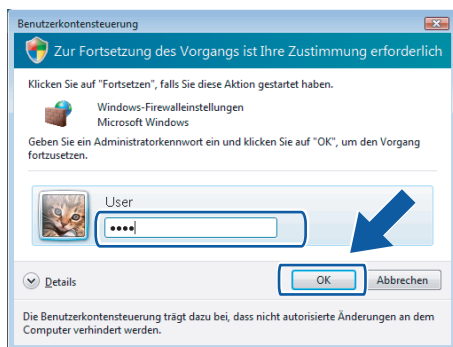 Benutzerkontensteuerung
Zur Fortsetzung des Vorgangs ist Ihre Zustimmung erforderlich
Klicken Sie auf "Fortsetzen", falls Sie diese Aktion gestartet haben.
Windows-Firewalleinstellungen
Microsoft Windows
Geben Sie ein Administratorkennwort ein und klicken Sie auf "OK", um den Vorgang
fortzusetzen.
User
••••
Details
OK
Abbrechen
Die Benutzerkontensteuerung trägt dazu bei, dass nicht autorisierte Änderungen an dem
Computer verhindert werden.